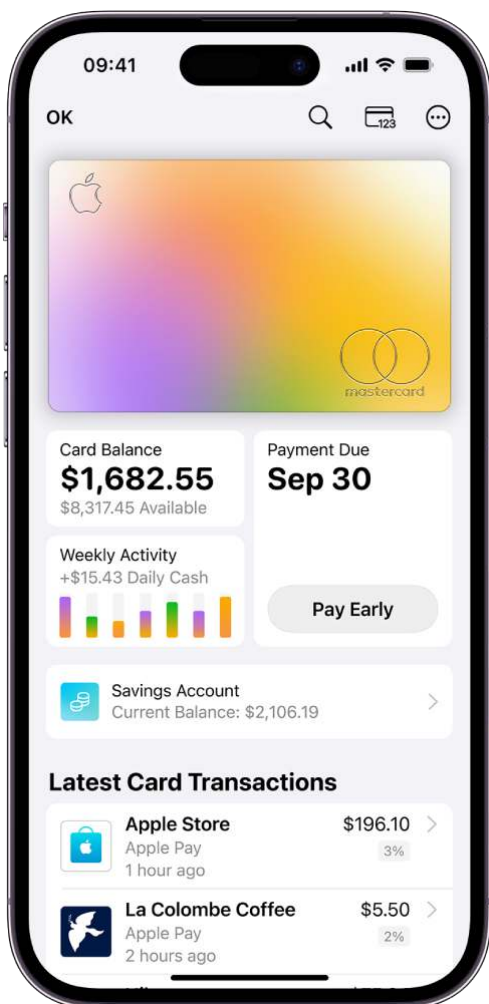 09:41
OK
123
mastercard
Card Balance
$1,682.55
$8,317.45 Available
Payment Due
Sep 30
Weekly Activity
+$15.43 Daily Cash
Pay Early
Savings Account
Current Balance: $2,106.19
Latest Card Transactions
Apple Store
$196.10
Apple Pay
3%
1 hour ago
La Colombe Coffee
$5.50
Apple Pay
2%
2 hours ago